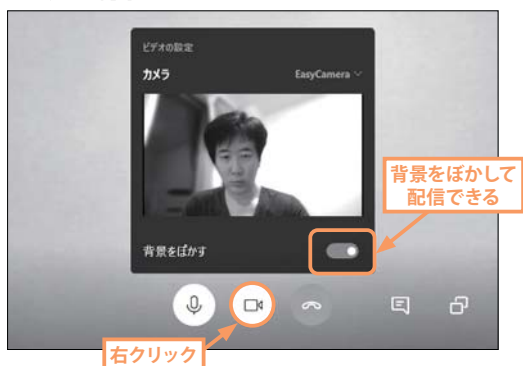 ビデオの設定
カメラ
EasyCamera
背景をぼかして
配信できる
背景をぼかす
右クリック